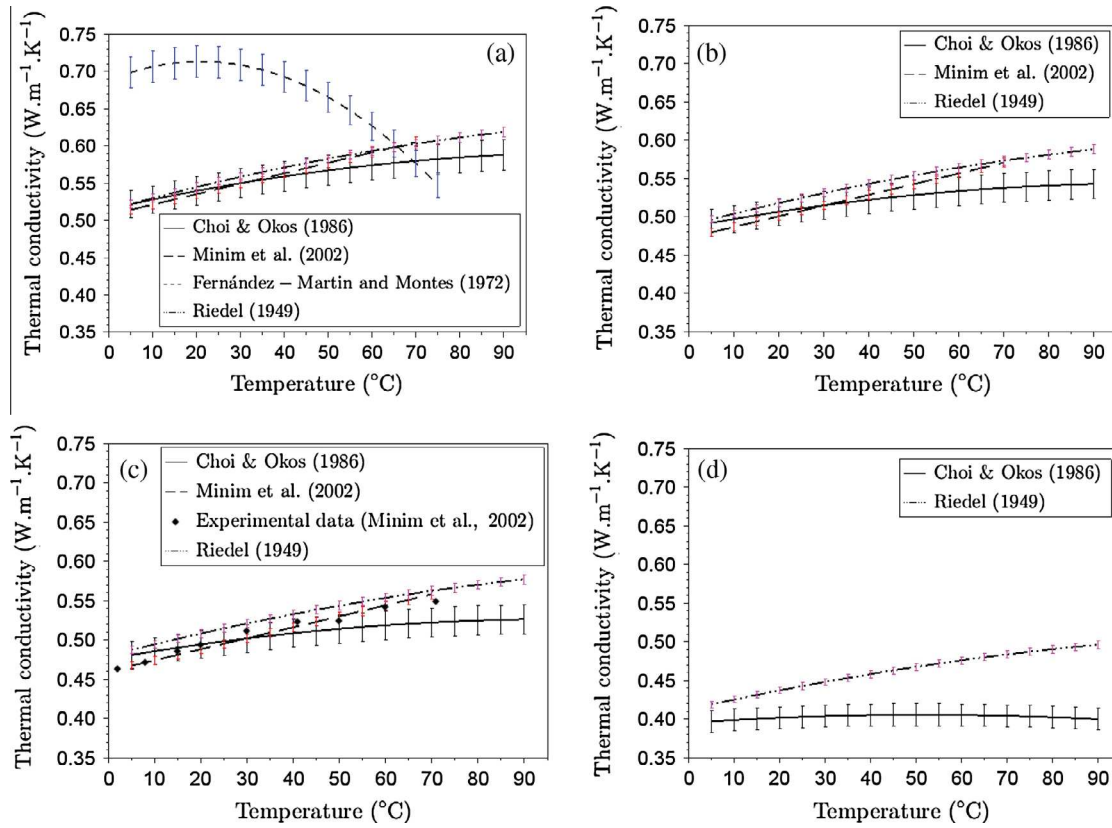 (a)
Thermal conductivity (W.m⁻¹.K⁻¹)
0.75
0.70
0.65
0.60
0.55
0.50
0.45
0.40
0.35
Choi & Okos (1986)
Minim et al. (2002)
Fernández – Martin and Montes (1972)
Riedel (1949)
0 10 20 30 40 50 60 70 80 90
Temperature (°C)
(b)
Thermal conductivity (W.m⁻¹.K⁻¹)
0.75
0.70
0.65
0.60
0.55
0.50
0.45
0.40
0.35
Choi & Okos (1986)
Minim et al. (2002)
Riedel (1949)
0 10 20 30 40 50 60 70 80 90
Temperature (°C)
(c)
Thermal conductivity (W.m⁻¹.K⁻¹)
0.75
0.70
0.65
0.60
0.55
0.50
0.45
0.40
0.35
Choi & Okos (1986)
Minim et al. (2002)
Experimental data (Minim et al., 2002)
Riedel (1949)
0 10 20 30 40 50 60 70 80 90
Temperature (°C)
(d)
Thermal conductivity (W.m⁻¹.K⁻¹)
0.75
0.70
0.65
0.60
0.55
0.50
0.45
0.40
0.35
Choi & Okos (1986)
Riedel (1949)
0 10 20 30 40 50 60 70 80 90
Temperature (°C)